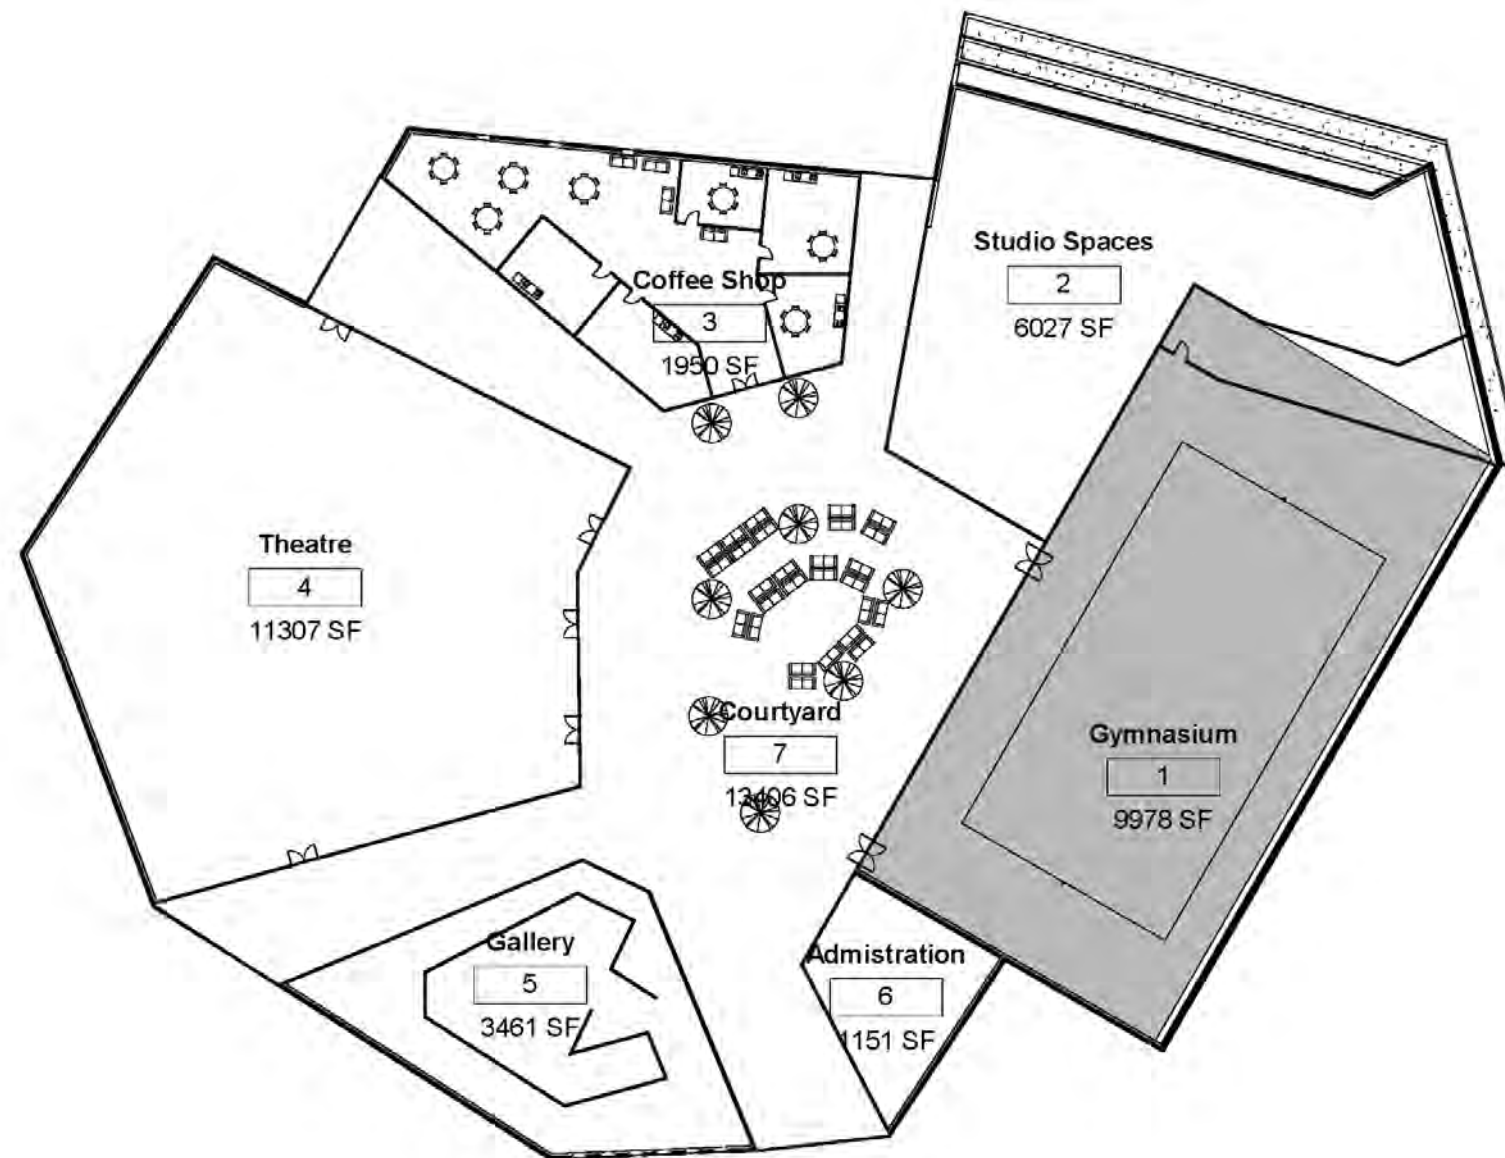 Studio Spaces
2
6027 SF
Coffee Shop
3
1950 SF
Theatre
4
11307 SF
Courtyard
7
13406 SF
Gymnasium
1
9978 SF
Gallery
5
3461 SF
Admistration
6
1151 SF